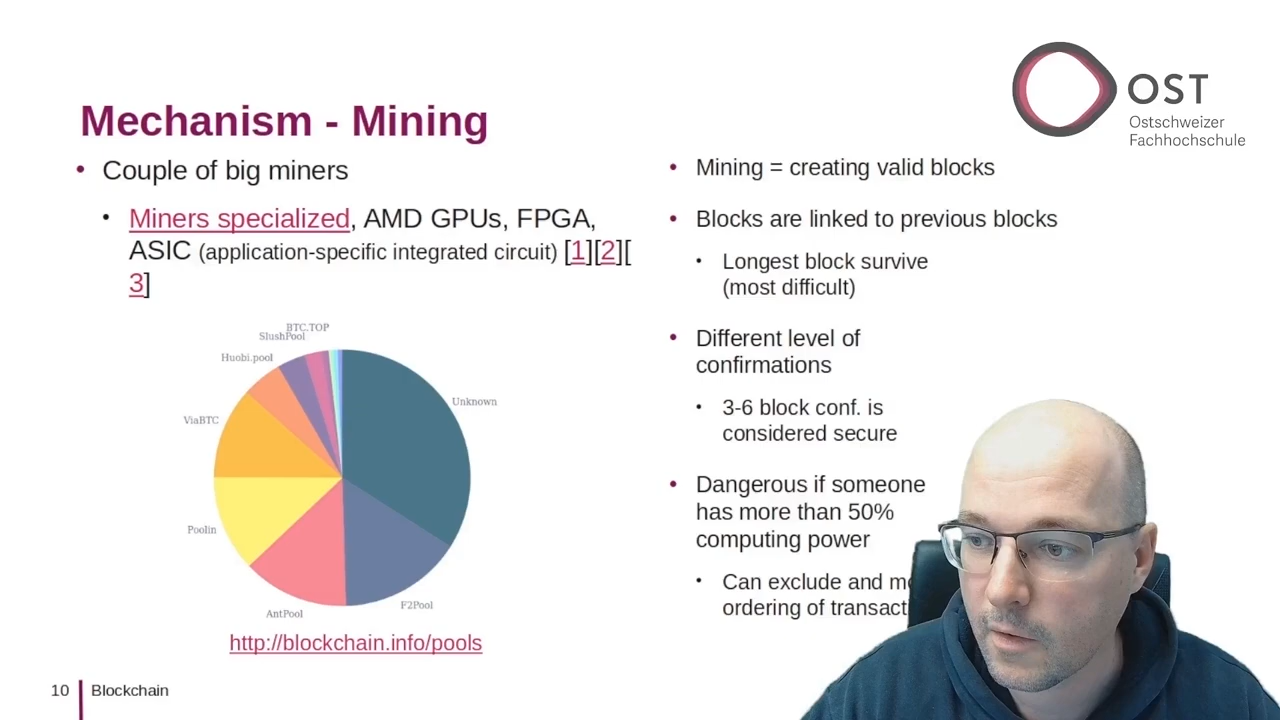 OST
Ostschweizer
Fachhochschule
Mechanism - Mining
• Couple of big miners
• Miners specialized, AMD GPUs, FPGA,
ASIC (application-specific integrated circuit) [1][2][
3]
BTC.TOP
SlushPool
Huobi.pool
Unknown
ViaBTC
Poolin
F2Pool
AntPool
http://blockchain.info/pools
• Mining = creating valid blocks
• Blocks are linked to previous blocks
• Longest block survive
(most difficult)
• Different level of
confirmations
• 3-6 block conf. is
considered secure
• Dangerous if someone
has more than 50%
computing power
• Can exclude and
ordering of
10 Blockchain